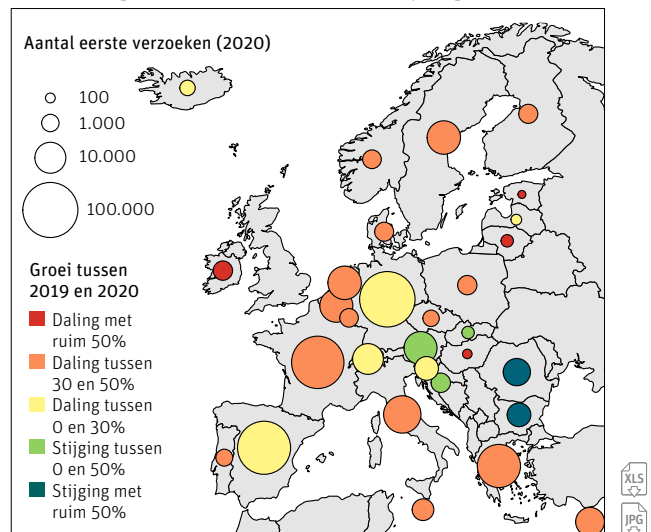 Aantal eerste verzoeken (2020)
100
1.000
10.000
100.000
Groei tussen
2019 en 2020
Daling met
ruim 50%
Daling tussen
30 en 50%
Daling tussen
0 en 30%
Stijging tussen
0 en 50%
Stijging met
ruim 50%
XLS
JPG